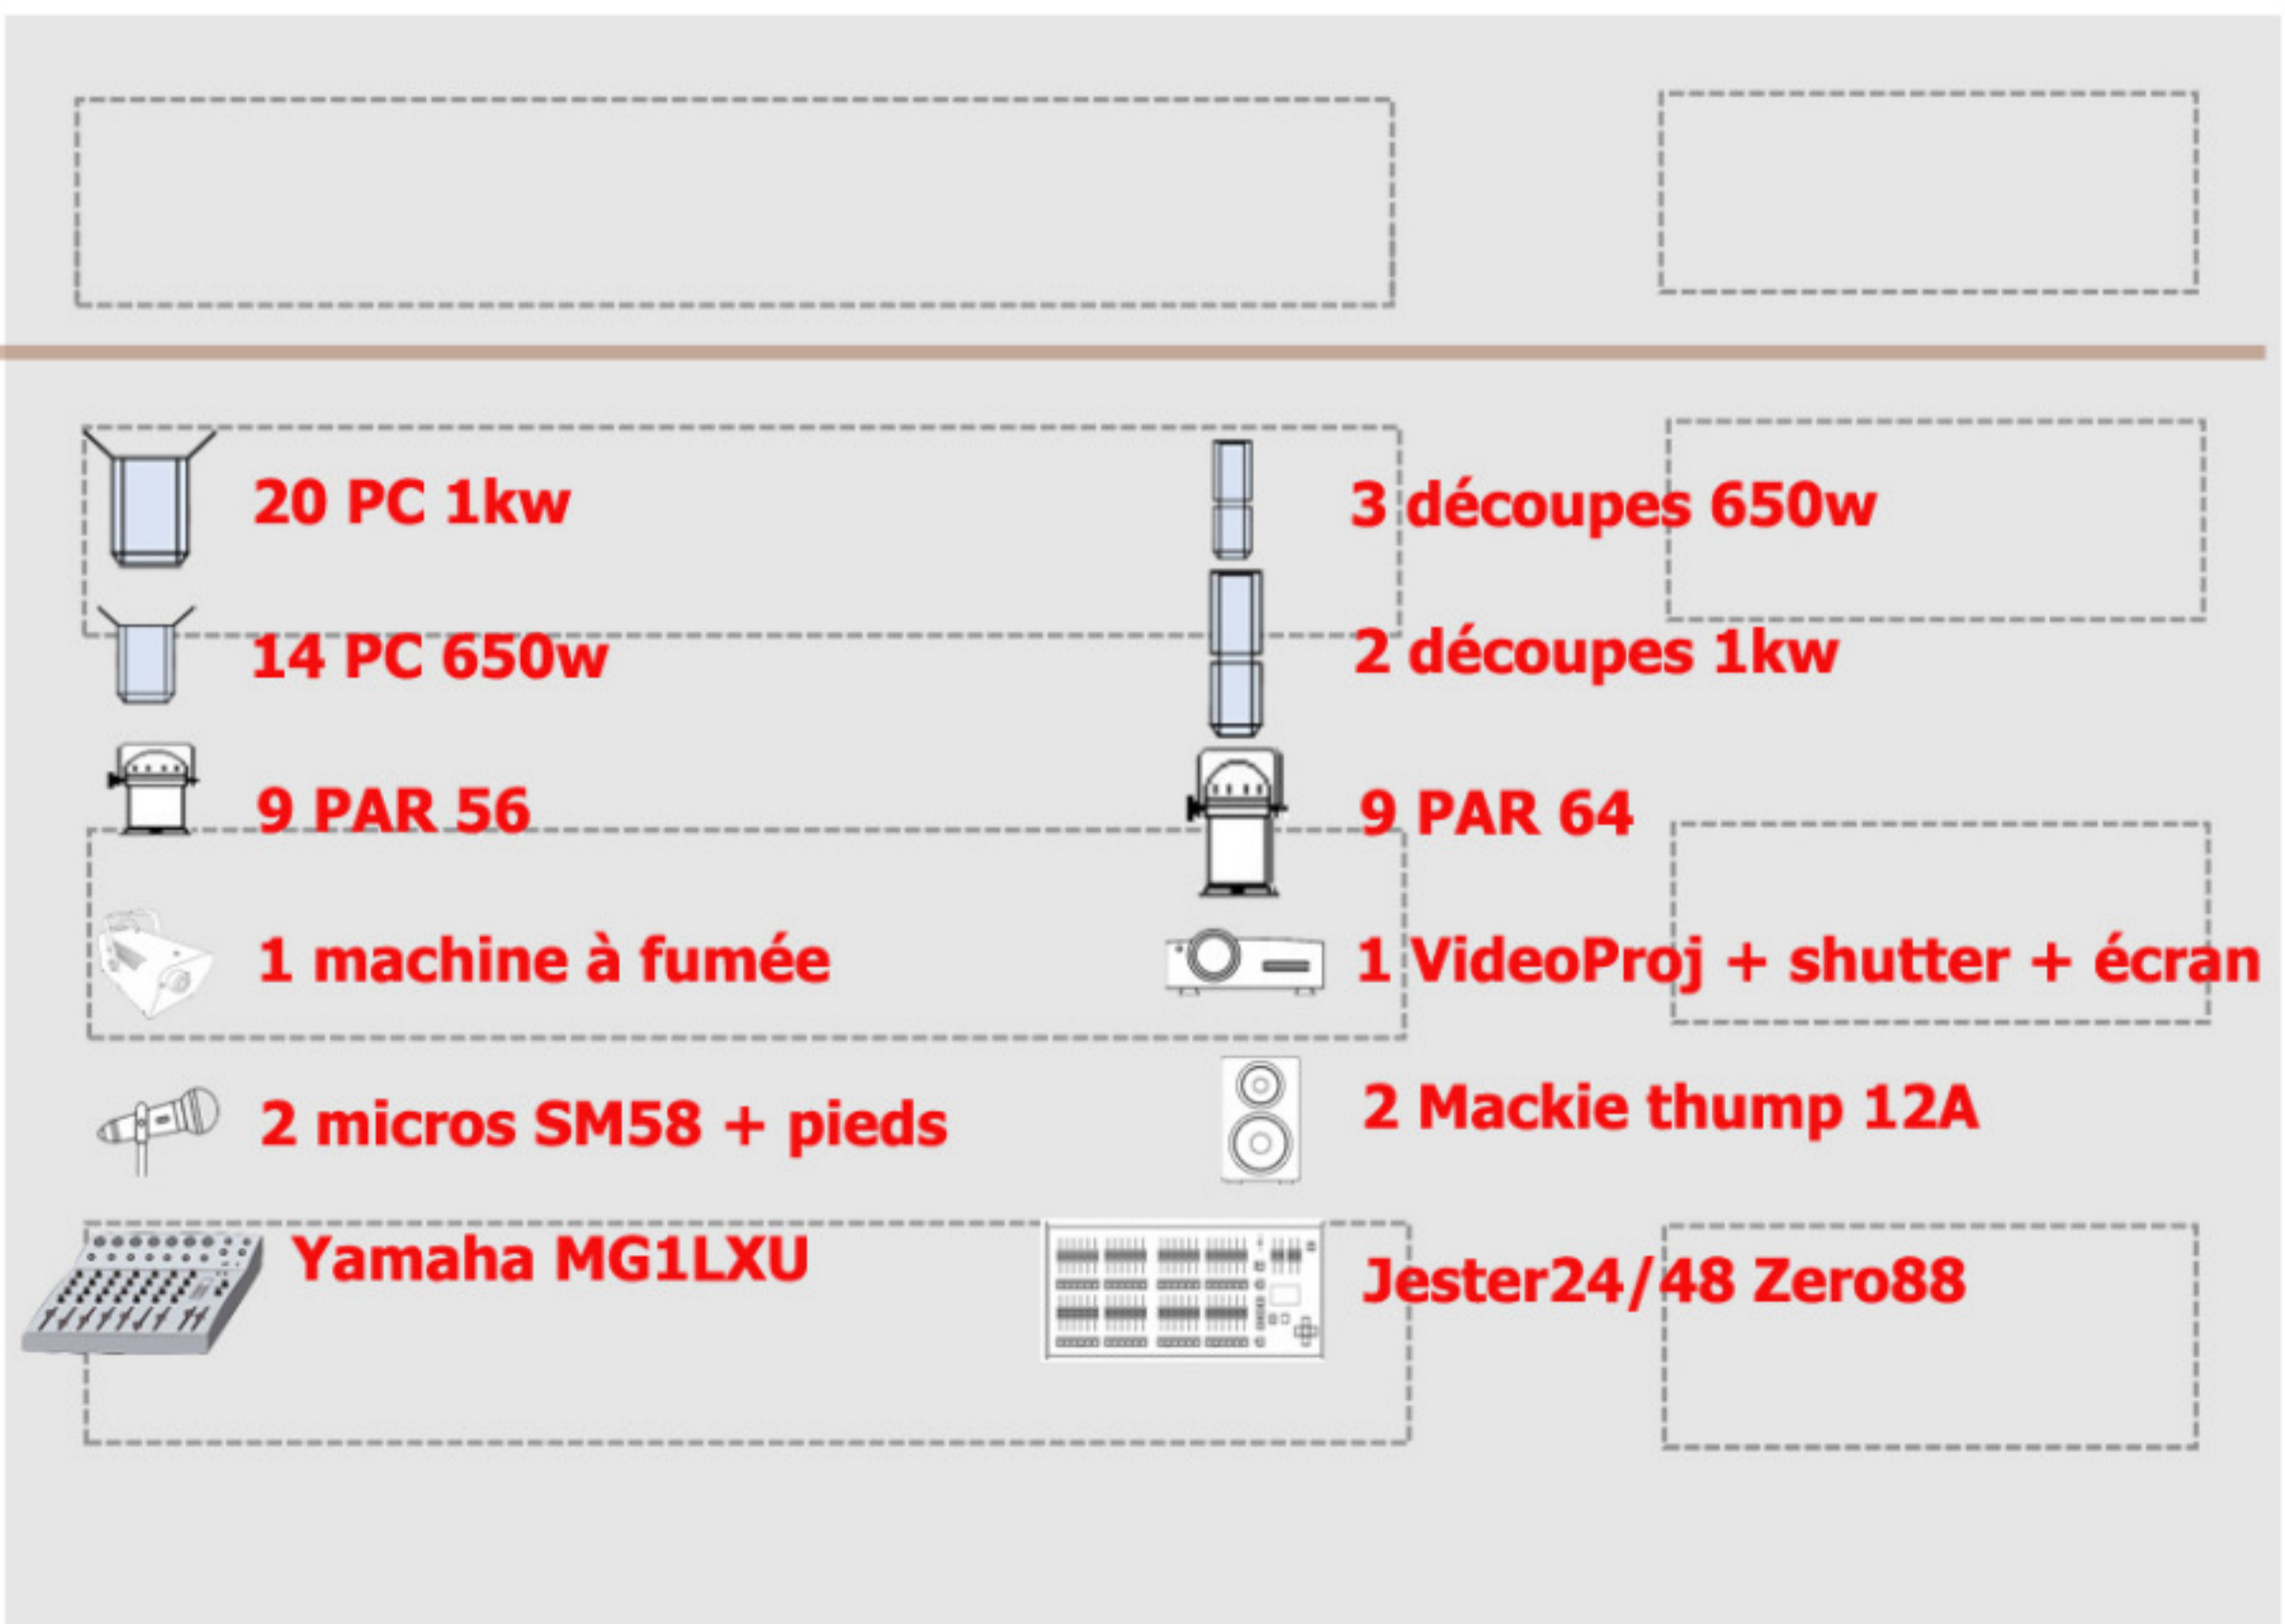 20 PC 1kw
3 découpes 650w
14 PC 650w
2 découpes 1kw
9 PAR 56
9 PAR 64
1 machine à fumée
1 VideoProj + shutter + écran
2 micros SM58 + pieds
2 Mackie thump 12A
Yamaha MG1LXU
Jester24/48 Zero88